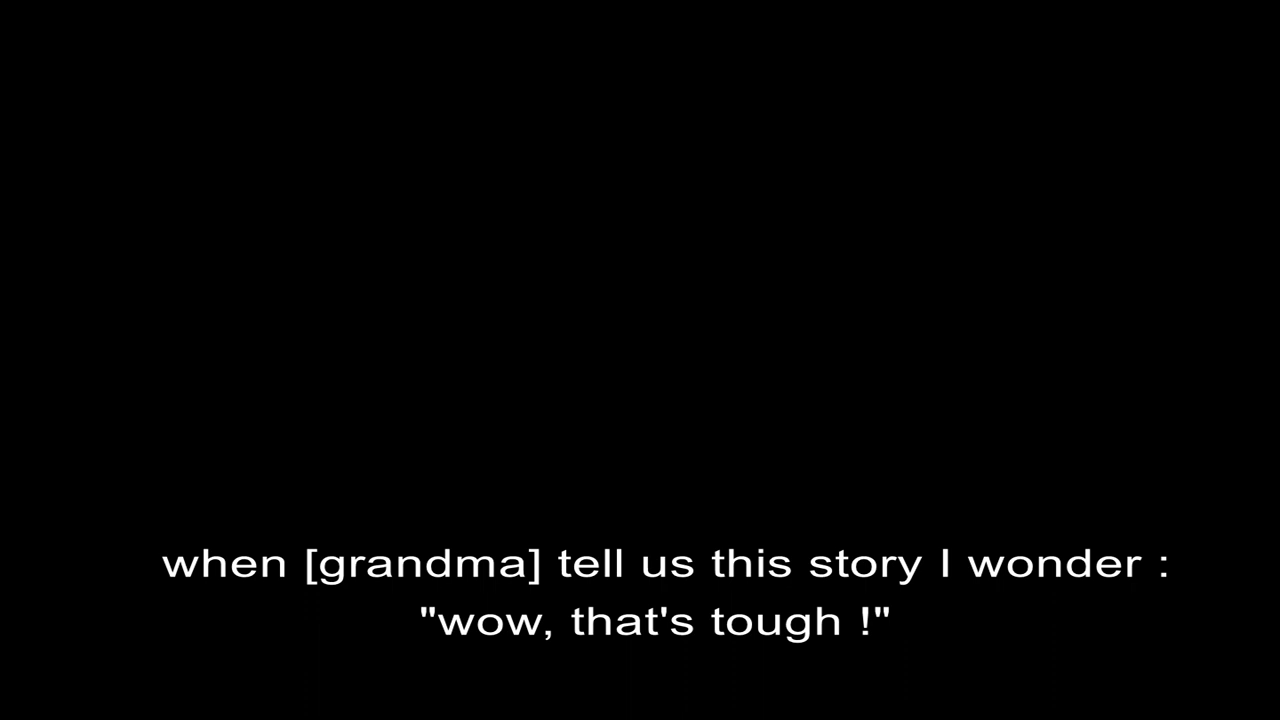 when [grandma] tell us this story I wonder :
"wow, that's tough !"